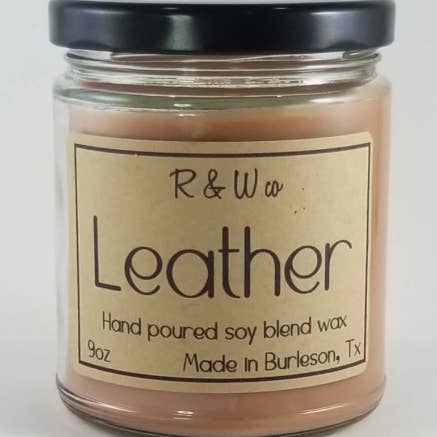 R & W co
Leather
Hand poured soy blend wax
9oz Made in Burleson, Tx